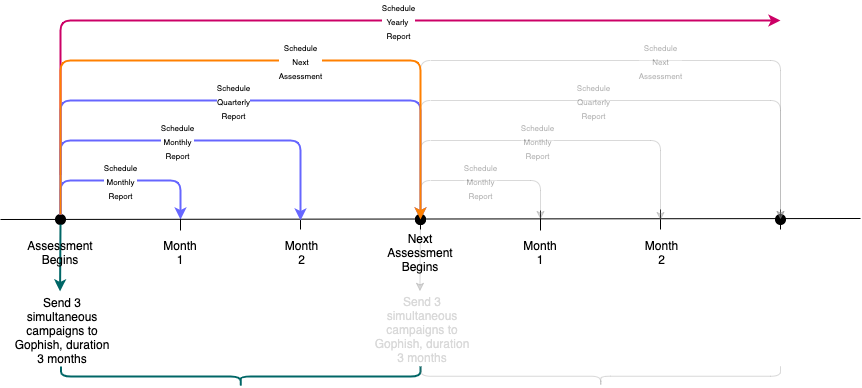 Schedule
Yearly
Report
Schedule
Next
Assessment
Schedule
Next
Assessment
Schedule
Quarterly
Report
Schedule
Quarterly
Report
Schedule
Monthly
Report
Schedule
Monthly
Report
Schedule
Monthly
Report
Schedule
Monthly
Report
Assessment
Begins
Month
1
Month
2
Next
Assessment
Begins
Month
1
Month
2
Send 3
simultaneous
campaigns to
Gophish, duration
3 months
Send 3
simultaneous
campaigns to
Gophish, duration
3 months